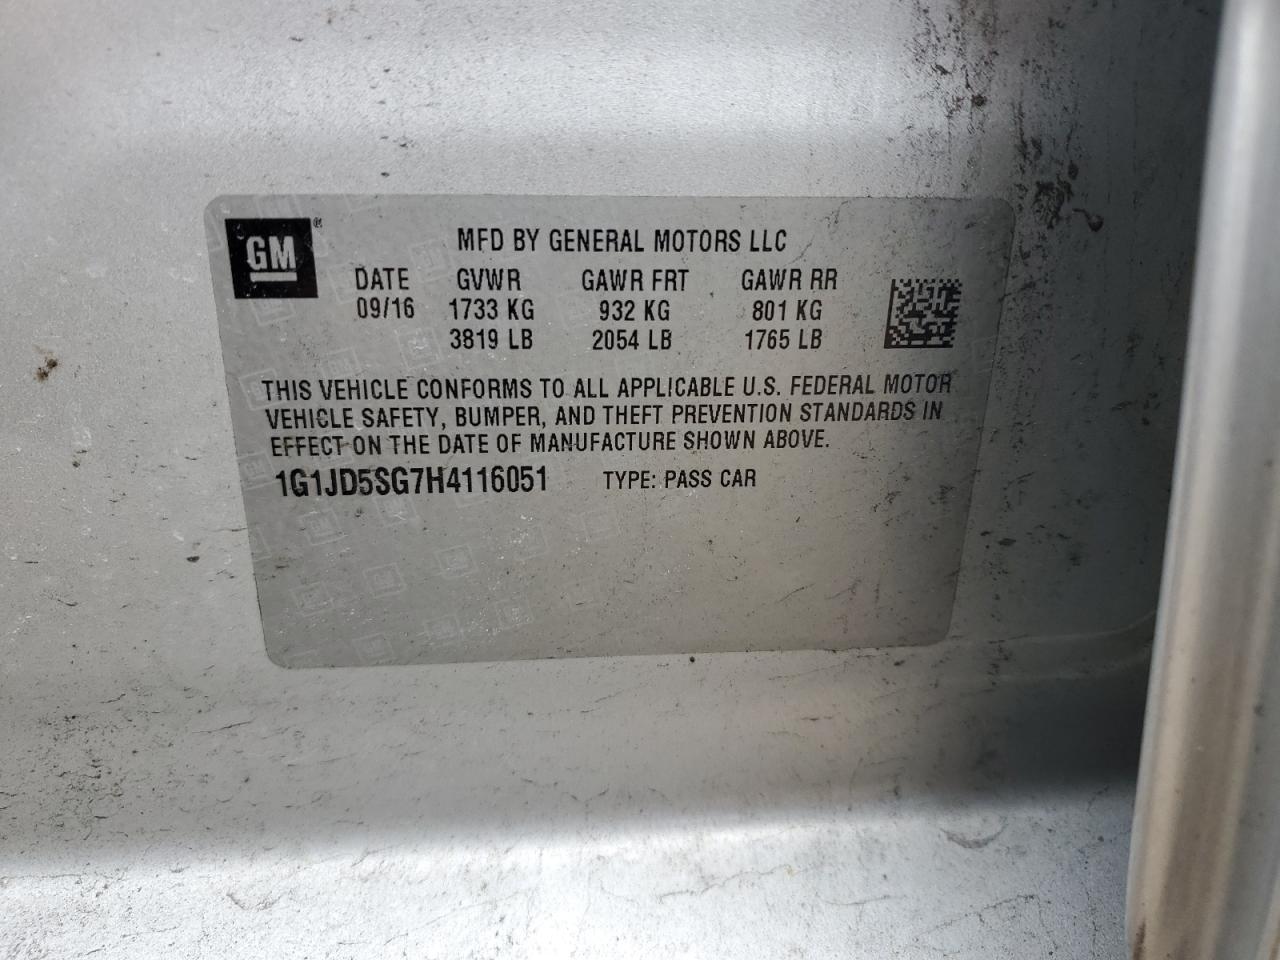 GM®
MFD BY GENERAL MOTORS LLC
DATE GVWR GAWR FRT GAWR RR
09/16 1733 KG 932 KG 801 KG
3819 LB 2054 LB 1765 LB
THIS VEHICLE CONFORMS TO ALL APPLICABLE U.S. FEDERAL MOTOR
VEHICLE SAFETY, BUMPER, AND THEFT PREVENTION STANDARDS IN
EFFECT ON THE DATE OF MANUFACTURE SHOWN ABOVE.
1G1JD5SG7H4116051 TYPE: PASS CAR